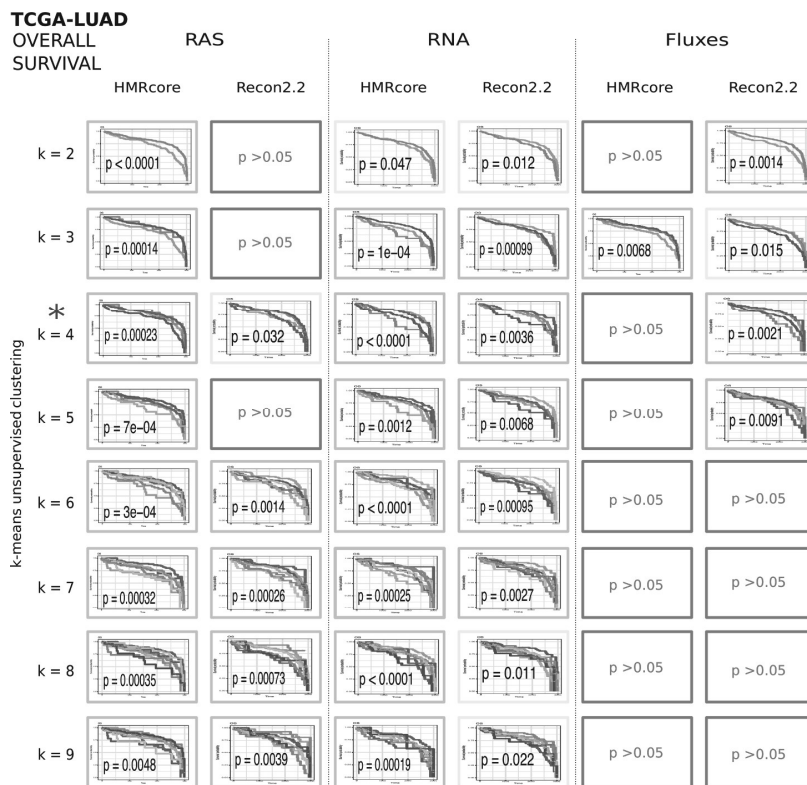 TCGA-LUAD
OVERALL
SURVIVAL
RAS RNA Fluxes
HMRcore Recon2.2 HMRcore Recon2.2 HMRcore Recon2.2
k = 2 p < 0.0001 p >0.05 p = 0.047 p = 0.012 p >0.05 p = 0.0014
k = 3 p = 0.00014 p >0.05 p = 1e-04 p = 0.00099 p = 0.0068 p = 0.015
*
k = 4 p = 0.00023 p = 0.032 p < 0.0001 p = 0.0036 p >0.05 p = 0.0021
k = 5 p = 7e-04 p >0.05 p = 0.0012 p = 0.0068 p >0.05 p = 0.0091
k = 6 p = 3e-04 p = 0.0014 p < 0.0001 p = 0.00095 p >0.05 p >0.05
k = 7 p = 0.00032 p = 0.00026 p = 0.00025 p = 0.0027 p >0.05 p >0.05
k = 8 p = 0.00035 p = 0.00073 p < 0.0001 p = 0.011 p >0.05 p >0.05
k = 9 p = 0.0048 p = 0.0039 p = 0.00019 p = 0.022 p >0.05 p >0.05
k-means unsupervised clustering